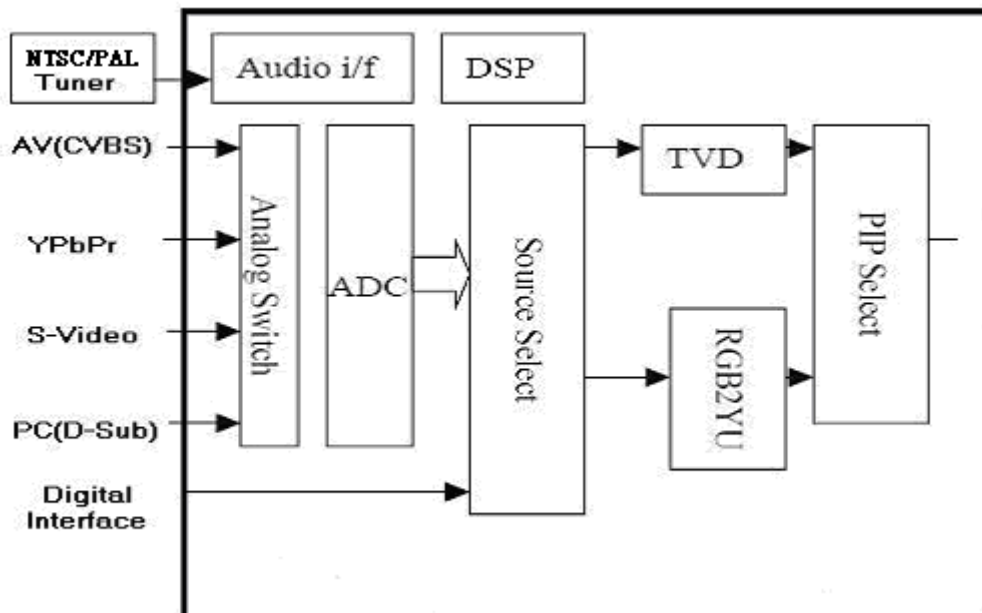 NTSC/PAL
Tuner
Audio i/f
DSP
AV(CVBS)
YPbPr
S-Video
PC(D-Sub)
Digital
Interface
Analog Switch
ADC
Source Select
TVD
RGB2YU
PIP Select